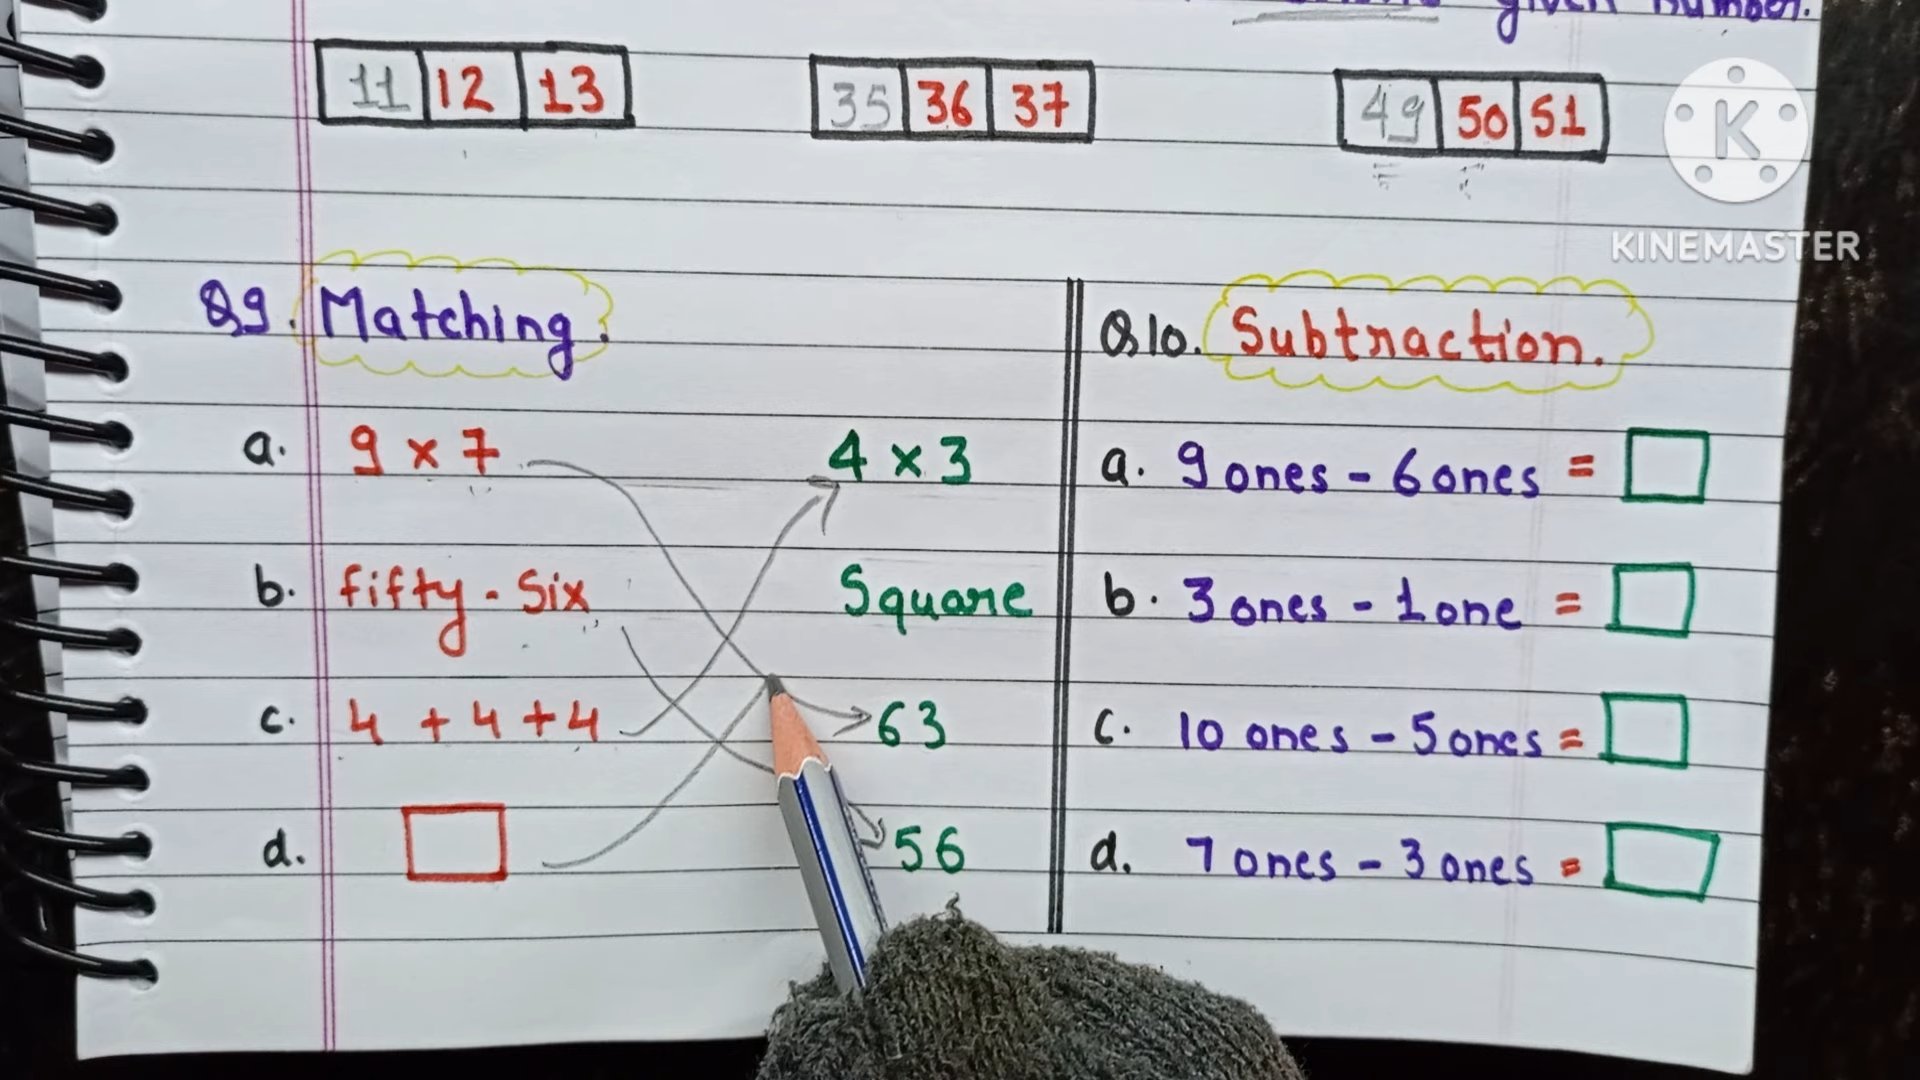 given number.
11 12 13
35 36 37
49 50 51
K
KINEMASTER
Q9. Matching.
a. 9 x 7 4 x 3
b. fifty-Six Square
c. 4 + 4 + 4 63
d. 56
Q10. Subtraction.
a. 9 ones - 6 ones =
b. 3 ones - 1 one =
c. 10 ones - 5 ones =
d. 7 ones - 3 ones =